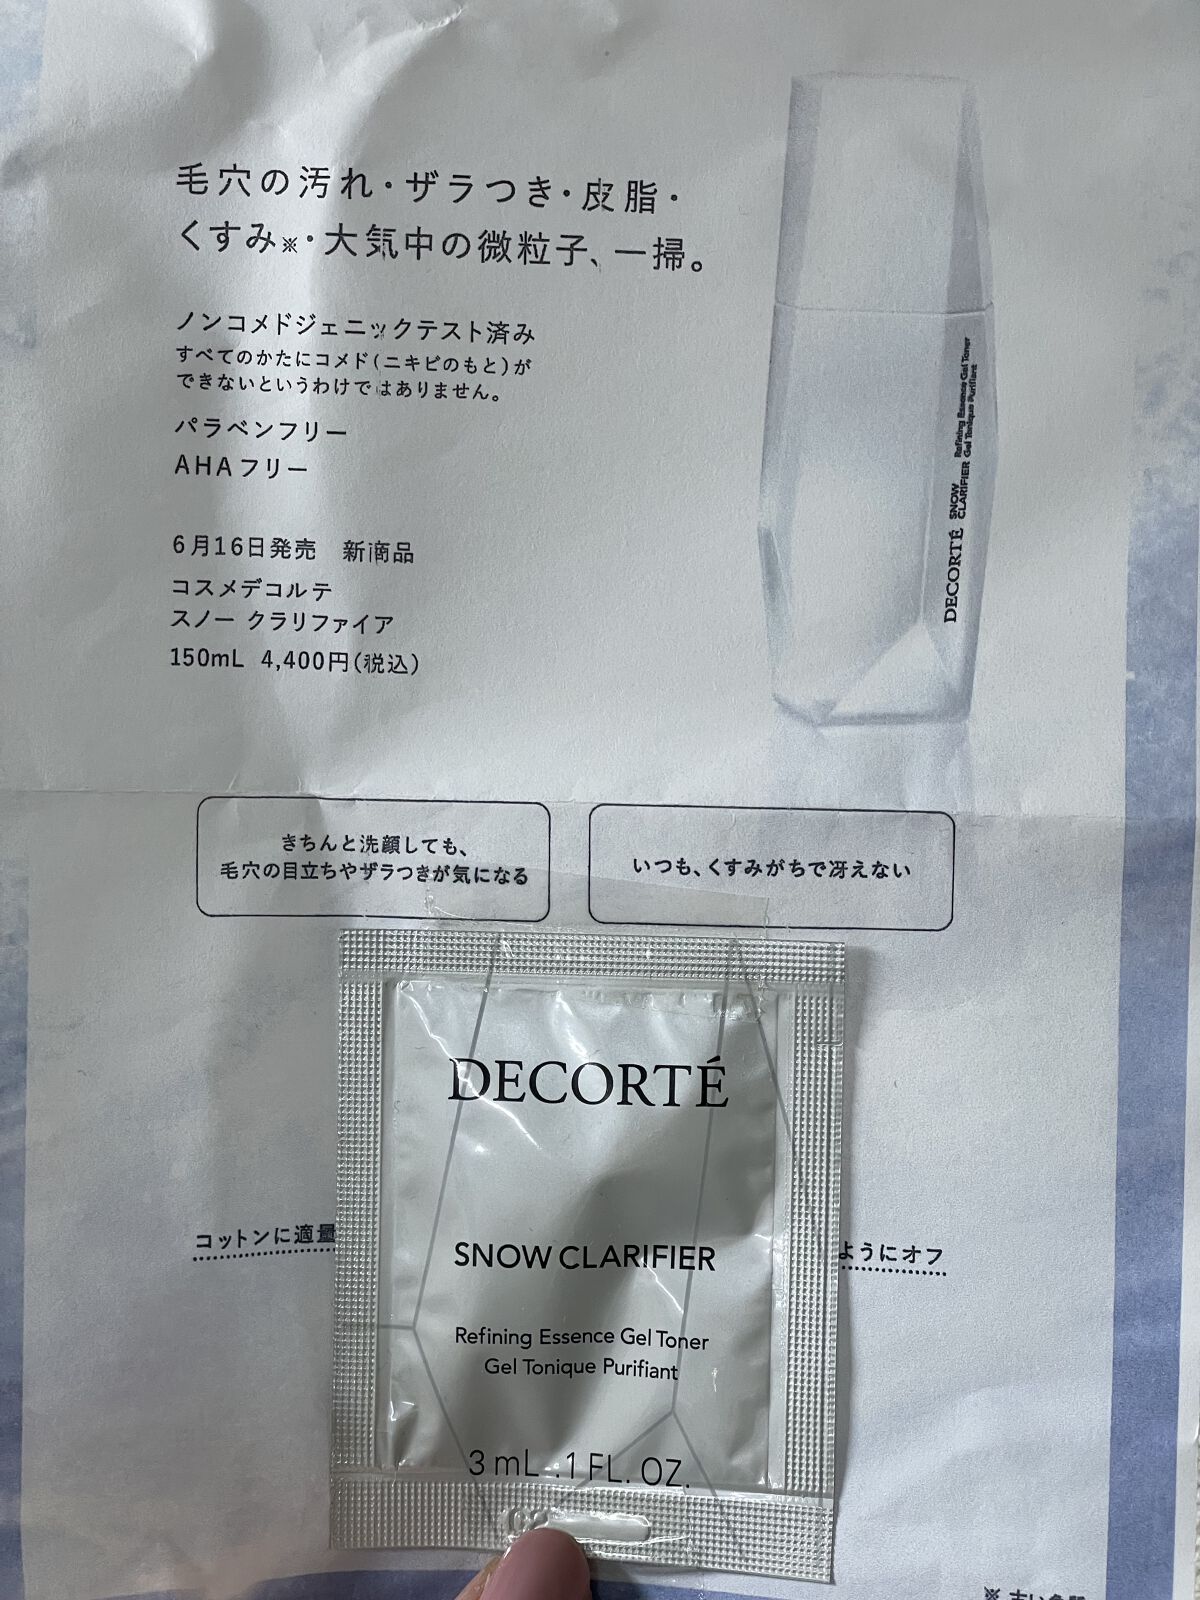 毛穴の汚れ・ザラつき・皮脂・
くすみ※・大気中の微粒子、一掃。
ノンコメドジェニックテスト済み
すべてのかたにコメド(ニキビのもと)が
できないというわけではありません。
パラベンフリー
AHAフリー
6月16日発売 新商品
コスメデコルテ
スノー クラリファイア
150mL 4,400円(税込)
DECORTÉ
SNOW
CLARIFIER
Refining Essence Gel Toner
Gel Tonique Purifiant
きちんと洗顔しても、
毛穴の目立ちやザラつきが気になる
いつも、くすみがちで冴えない
コットンに適量
ようにオフ
DECORTÉ
SNOW CLARIFIER
Refining Essence Gel Toner
Gel Tonique Purifiant
3 mL .1 FL. OZ.